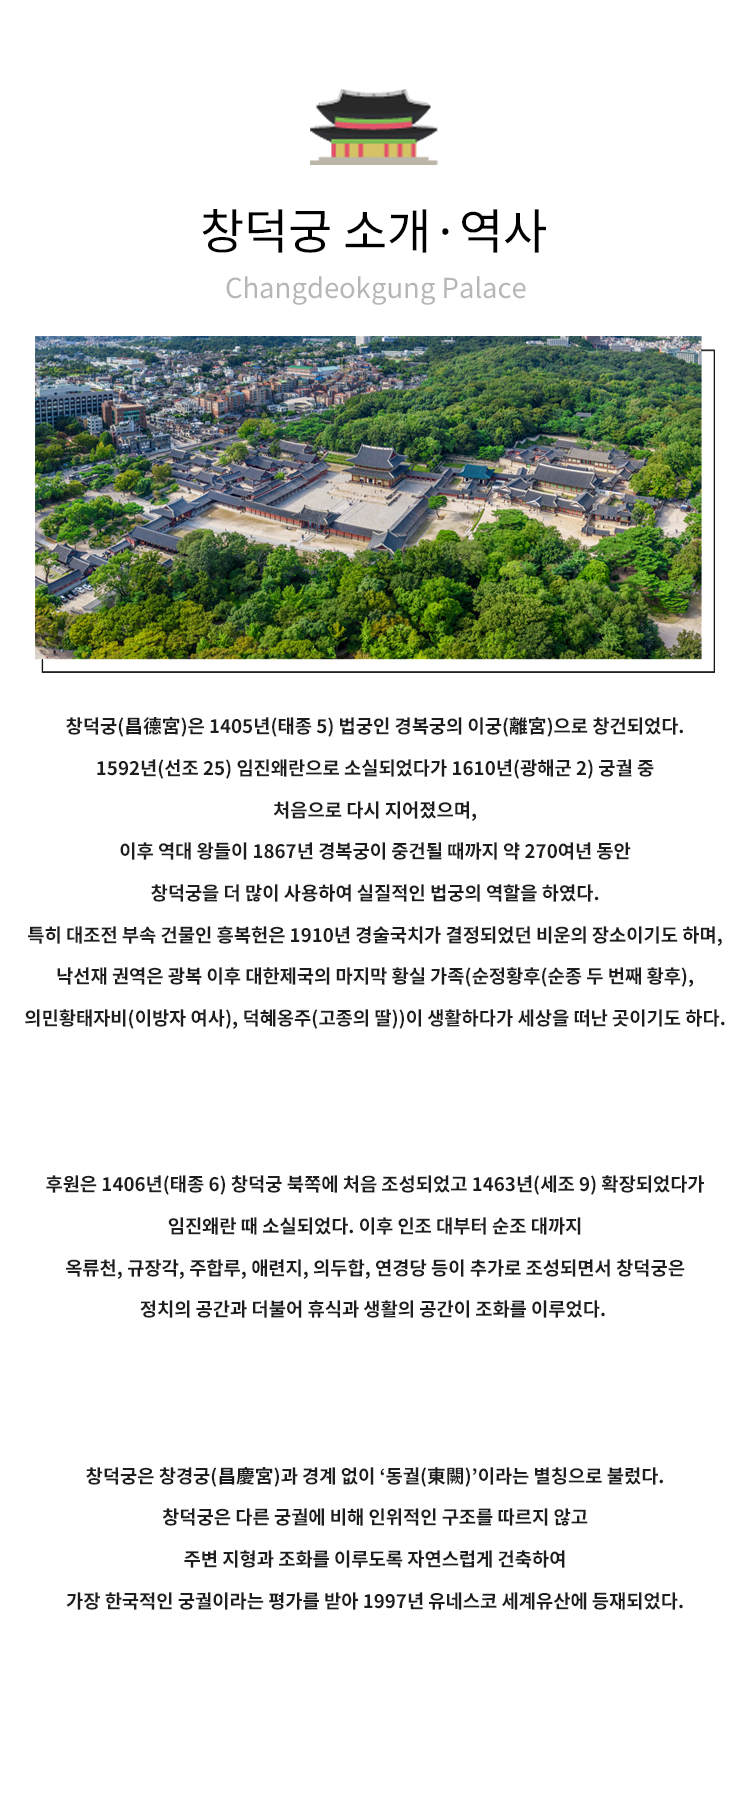 창덕궁 소개·역사
Changdeokgung Palace
창덕궁(昌德宮)은 1405년(태종 5) 법궁인 경복궁의 이궁(離宮)으로 창건되었다.
1592년(선조 25) 임진왜란으로 소실되었다가 1610년(광해군 2) 궁궐 중
처음으로 다시 지어졌으며,
이후 역대 왕들이 1867년 경복궁이 중건될 때까지 약 270여년 동안
창덕궁을 더 많이 사용하여 실질적인 법궁의 역할을 하였다.
특히 대조전 부속 건물인 흥복헌은 1910년 경술국치가 결정되었던 비운의 장소이기도 하며,
낙선재 권역은 광복 이후 대한제국의 마지막 황실 가족(순정황후(순종 두 번째 황후),
의민황태자비(이방자 여사), 덕혜옹주(고종의 딸))이 생활하다가 세상을 떠난 곳이기도 하다.
후원은 1406년(태종 6) 창덕궁 북쪽에 처음 조성되었고 1463년(세조 9) 확장되었다가
임진왜란 때 소실되었다. 이후 인조 대부터 순조 대까지
옥류천, 규장각, 주합루, 애련지, 의두합, 연경당 등이 추가로 조성되면서 창덕궁은
정치의 공간과 더불어 휴식과 생활의 공간이 조화를 이루었다.
창덕궁은 창경궁(昌慶宮)과 경계 없이 ‘동궐(東闕)’이라는 별칭으로 불렀다.
창덕궁은 다른 궁궐에 비해 인위적인 구조를 따르지 않고
주변 지형과 조화를 이루도록 자연스럽게 건축하여
가장 한국적인 궁궐이라는 평가를 받아 1997년 유네스코 세계유산에 등재되었다.